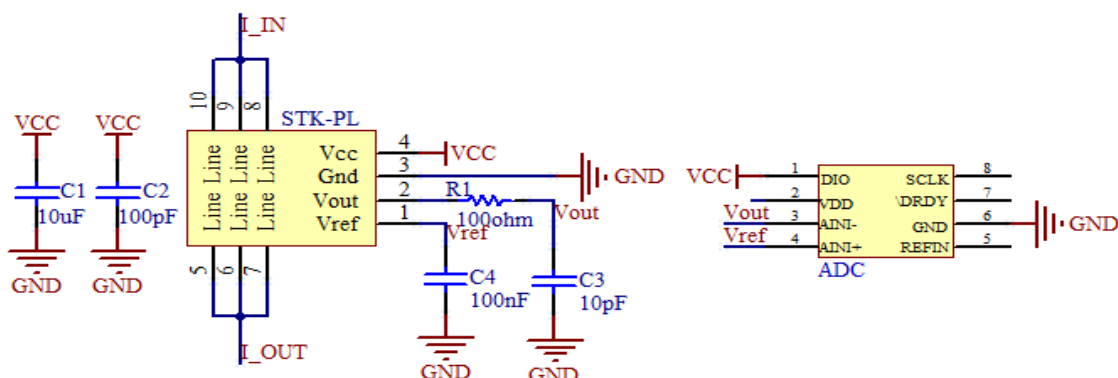 I_IN
10 9 8
STK-PL
Line Line Line
Line Line Line
Vcc 4 VCC
Gnd 3 GND
Vout 2 R1 100ohm Vout
Vref 1 Vref
5 6 7
I_OUT
VCC
C1
10uF
GND
VCC
C2
100pF
GND
C4
100nF
GND
C3
10pF
GND
VCC 1 DIO SCLK 8
2 VDD \DRDY 7
Vout 3 AINI- GND 6 GND
Vref 4 AINI+ REFIN 5
ADC